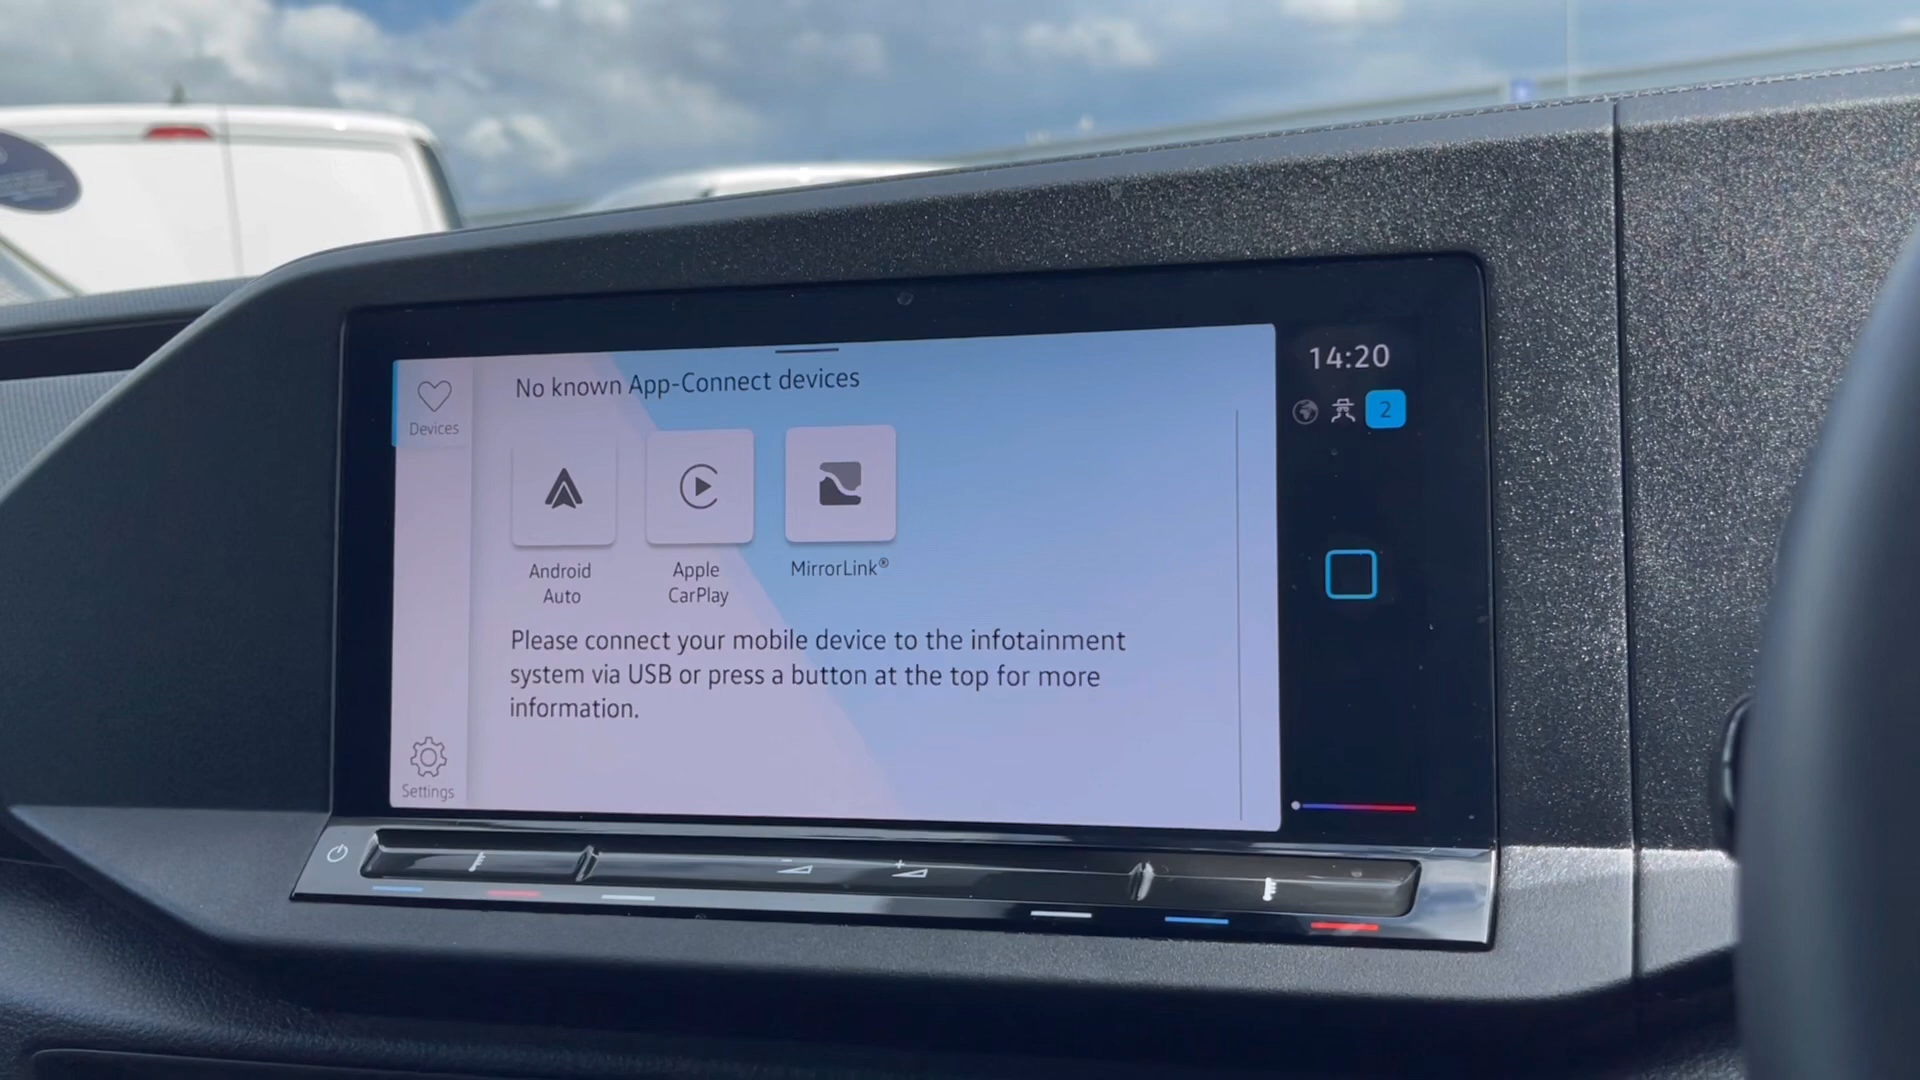 14:20
No known App-Connect devices
2
Devices
Android
Auto
Apple
CarPlay
MirrorLink®
Please connect your mobile device to the infotainment
system via USB or press a button at the top for more
information.
Settings